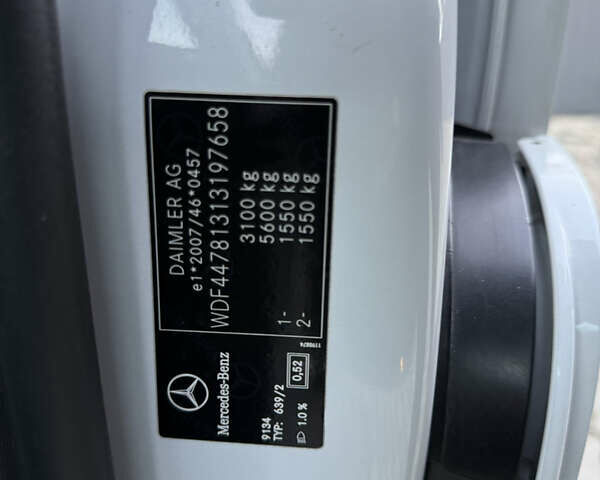 DAIMLER AG
e1*2007/46*0457
WDF44781313197658
3100 kg
5600 kg
1- 1550 kg
2- 1550 kg
Mercedes-Benz
9134
TYP: 639/2
0,52
1.0 %